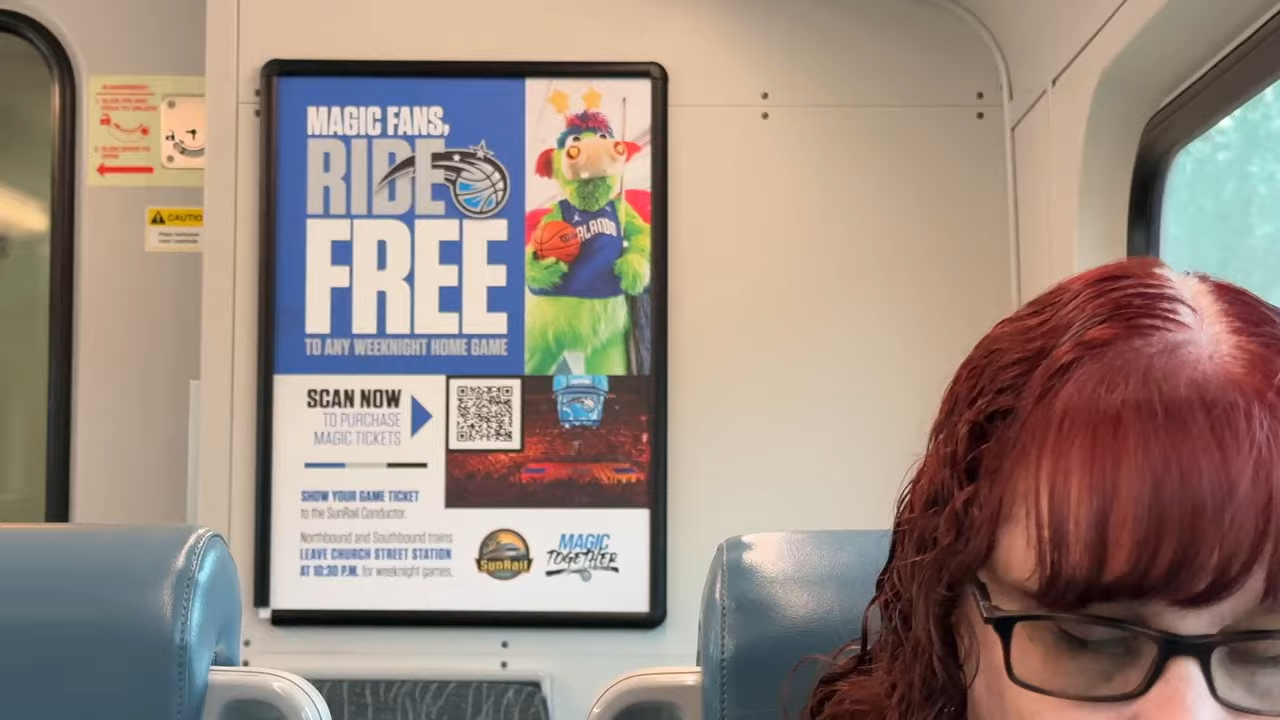 MAGIC FANS,
RIDE
FREE
TO ANY WEEKNIGHT HOME GAME
ORLANDO
SCAN NOW
TO PURCHASE
MAGIC TICKETS
SHOW YOUR GAME TICKET
to the SunRail Conductor.
Northbound and Southbound trains
LEAVE CHURCH STREET STATION
AT 10:30 P.M. for weeknight games.
SunRail
MAGIC
TOGETHER
CAUTIO